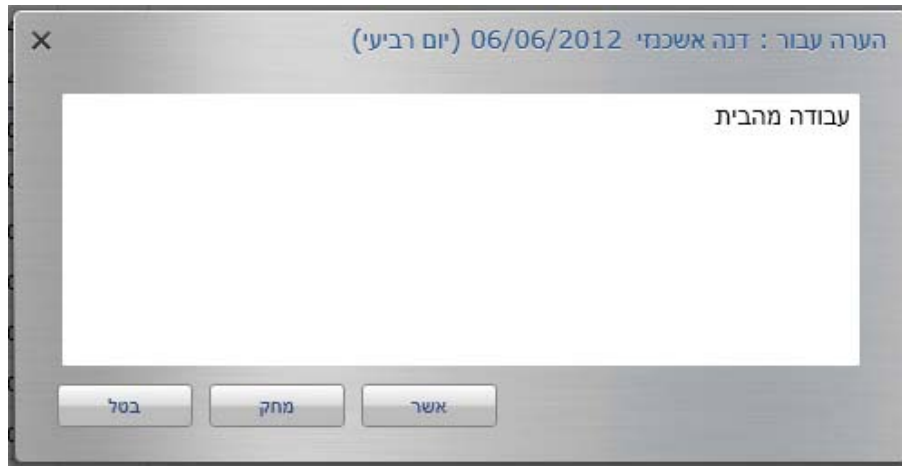 הערה עבור : דנה אשכנזי 06/06/2012 (יום רביעי)
עבודה מהבית
אשר מחק בטל